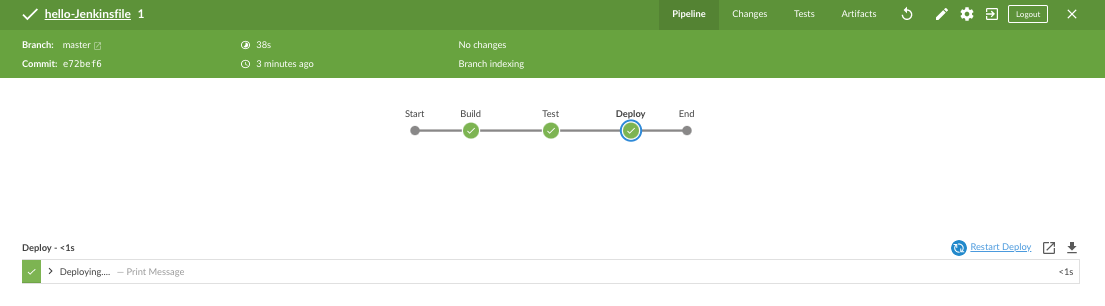 hello-Jenkinsfile 1 Pipeline Changes Tests Artifacts Logout
Branch: master 38s No changes
Commit: e72bef6 3 minutes ago Branch indexing
Start Build Test Deploy End
Deploy - <1s Restart Deploy
Deploying.... — Print Message <1s